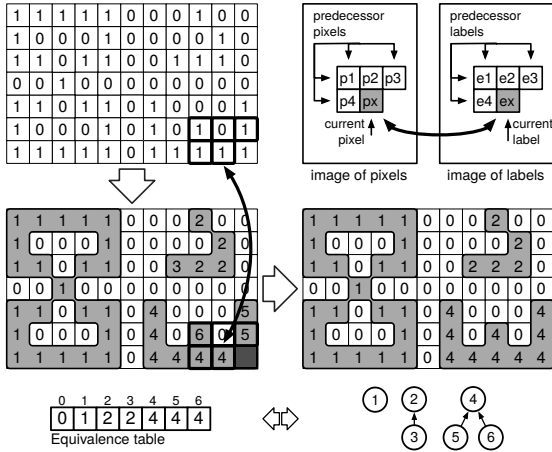 1 1 1 1 1 0 0 0 1 0 0
1 0 0 0 1 0 0 0 0 1 0
1 1 0 1 1 0 0 1 1 1 0
0 0 1 0 0 0 0 0 0 0 0
1 1 0 1 1 0 1 0 0 0 1
1 0 0 0 1 0 1 0 1 0 1
1 1 1 1 1 0 1 1 1 1 1
predecessor
pixels
p1 p2 p3
p4 px
current
pixel
image of pixels
predecessor
labels
e1 e2 e3
e4 ex
current
label
image of labels
1 1 1 1 1 0 0 0 2 0 0
1 0 0 0 1 0 0 0 0 2 0
1 1 0 1 1 0 0 3 2 2 0
0 0 1 0 0 0 0 0 0 0 0
1 1 0 1 1 0 4 0 0 0 5
1 0 0 0 1 0 4 0 6 0 5
1 1 1 1 1 0 4 4 4 4
1 1 1 1 1 0 0 0 2 0 0
1 0 0 0 1 0 0 0 0 2 0
1 1 0 1 1 0 0 2 2 2 0
0 0 1 0 0 0 0 0 0 0 0
1 1 0 1 1 0 4 0 0 0 4
1 0 0 0 1 0 4 0 4 0 4
1 1 1 1 1 0 4 4 4 4 4
0 1 2 3 4 5 6
0 1 2 2 4 4 4
Equivalence table
1 2 4
3 5 6